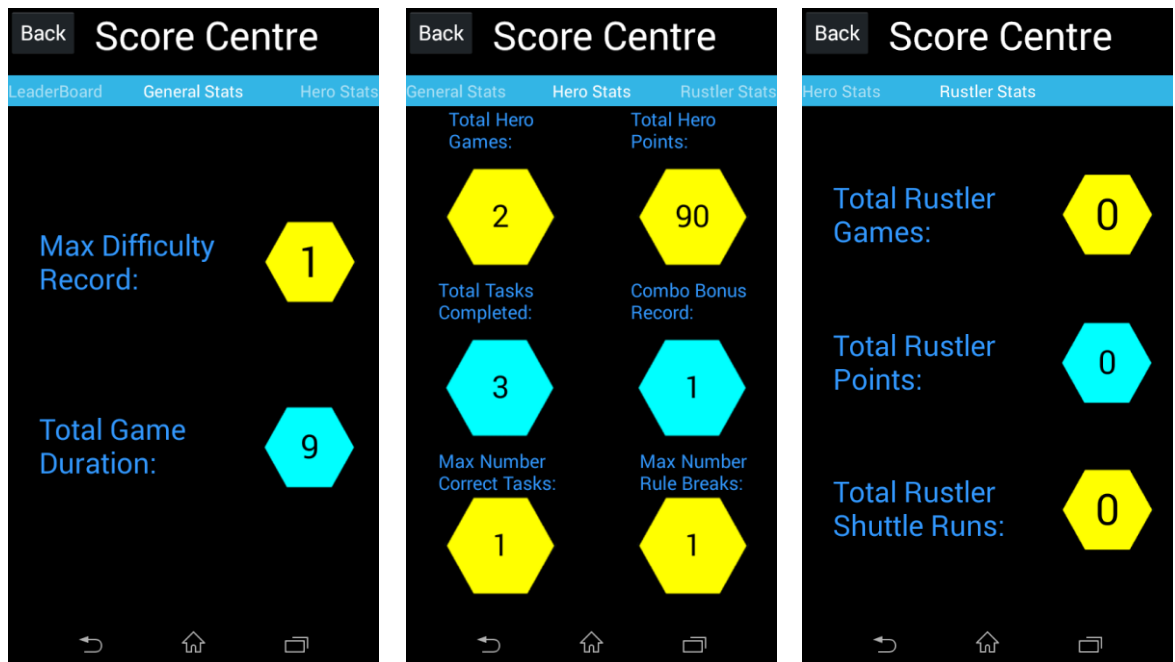 Back Score Centre
LeaderBoard General Stats Hero Stats
Max Difficulty
Record:
1
Total Game
Duration:
9
Back Score Centre
General Stats Hero Stats Rustler Stats
Total Hero
Games:
2
Total Hero
Points:
90
Total Tasks
Completed:
3
Combo Bonus
Record:
1
Max Number
Correct Tasks:
1
Max Number
Rule Breaks:
1
Back Score Centre
Hero Stats Rustler Stats
Total Rustler
Games:
0
Total Rustler
Points:
0
Total Rustler
Shuttle Runs:
0